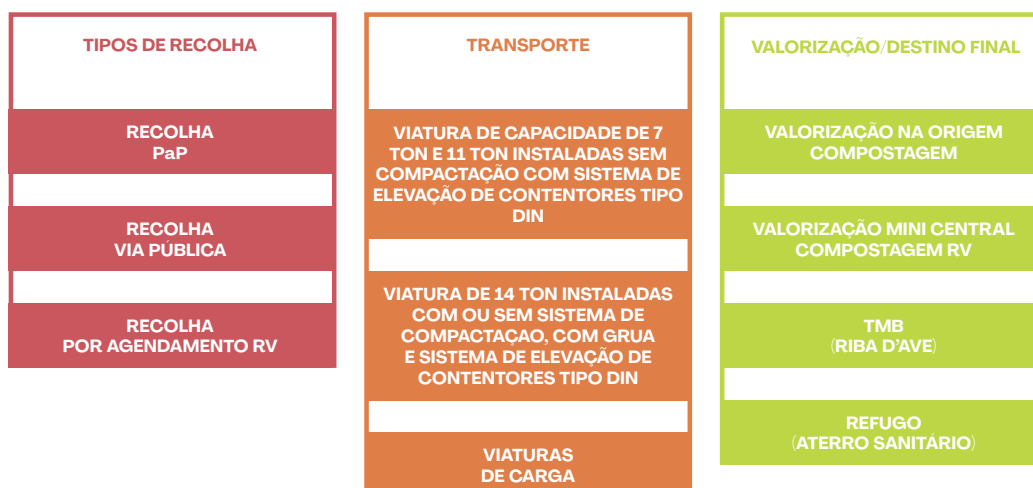 TIPOS DE RECOLHA
RECOLHA
PaP
RECOLHA
VIA PÚBLICA
RECOLHA
POR AGENDAMENTO RV
TRANSPORTE
VIATURA DE CAPACIDADE DE 7
TON E 11 TON INSTALADAS SEM
COMPACTAÇÃO COM SISTEMA DE
ELEVAÇÃO DE CONTENTORES TIPO
DIN
VIATURA DE 14 TON INSTALADAS
COM OU SEM SISTEMA DE
COMPACTAÇAO, COM GRUA
E SISTEMA DE ELEVAÇÃO DE
CONTENTORES TIPO DIN
VIATURAS
DE CARGA
VALORIZAÇÃO/DESTINO FINAL
VALORIZAÇÃO NA ORIGEM
COMPOSTAGEM
VALORIZAÇÃO MINI CENTRAL
COMPOSTAGEM RV
TMB
(RIBA D'AVE)
REFUGO
(ATERRO SANITÁRIO)